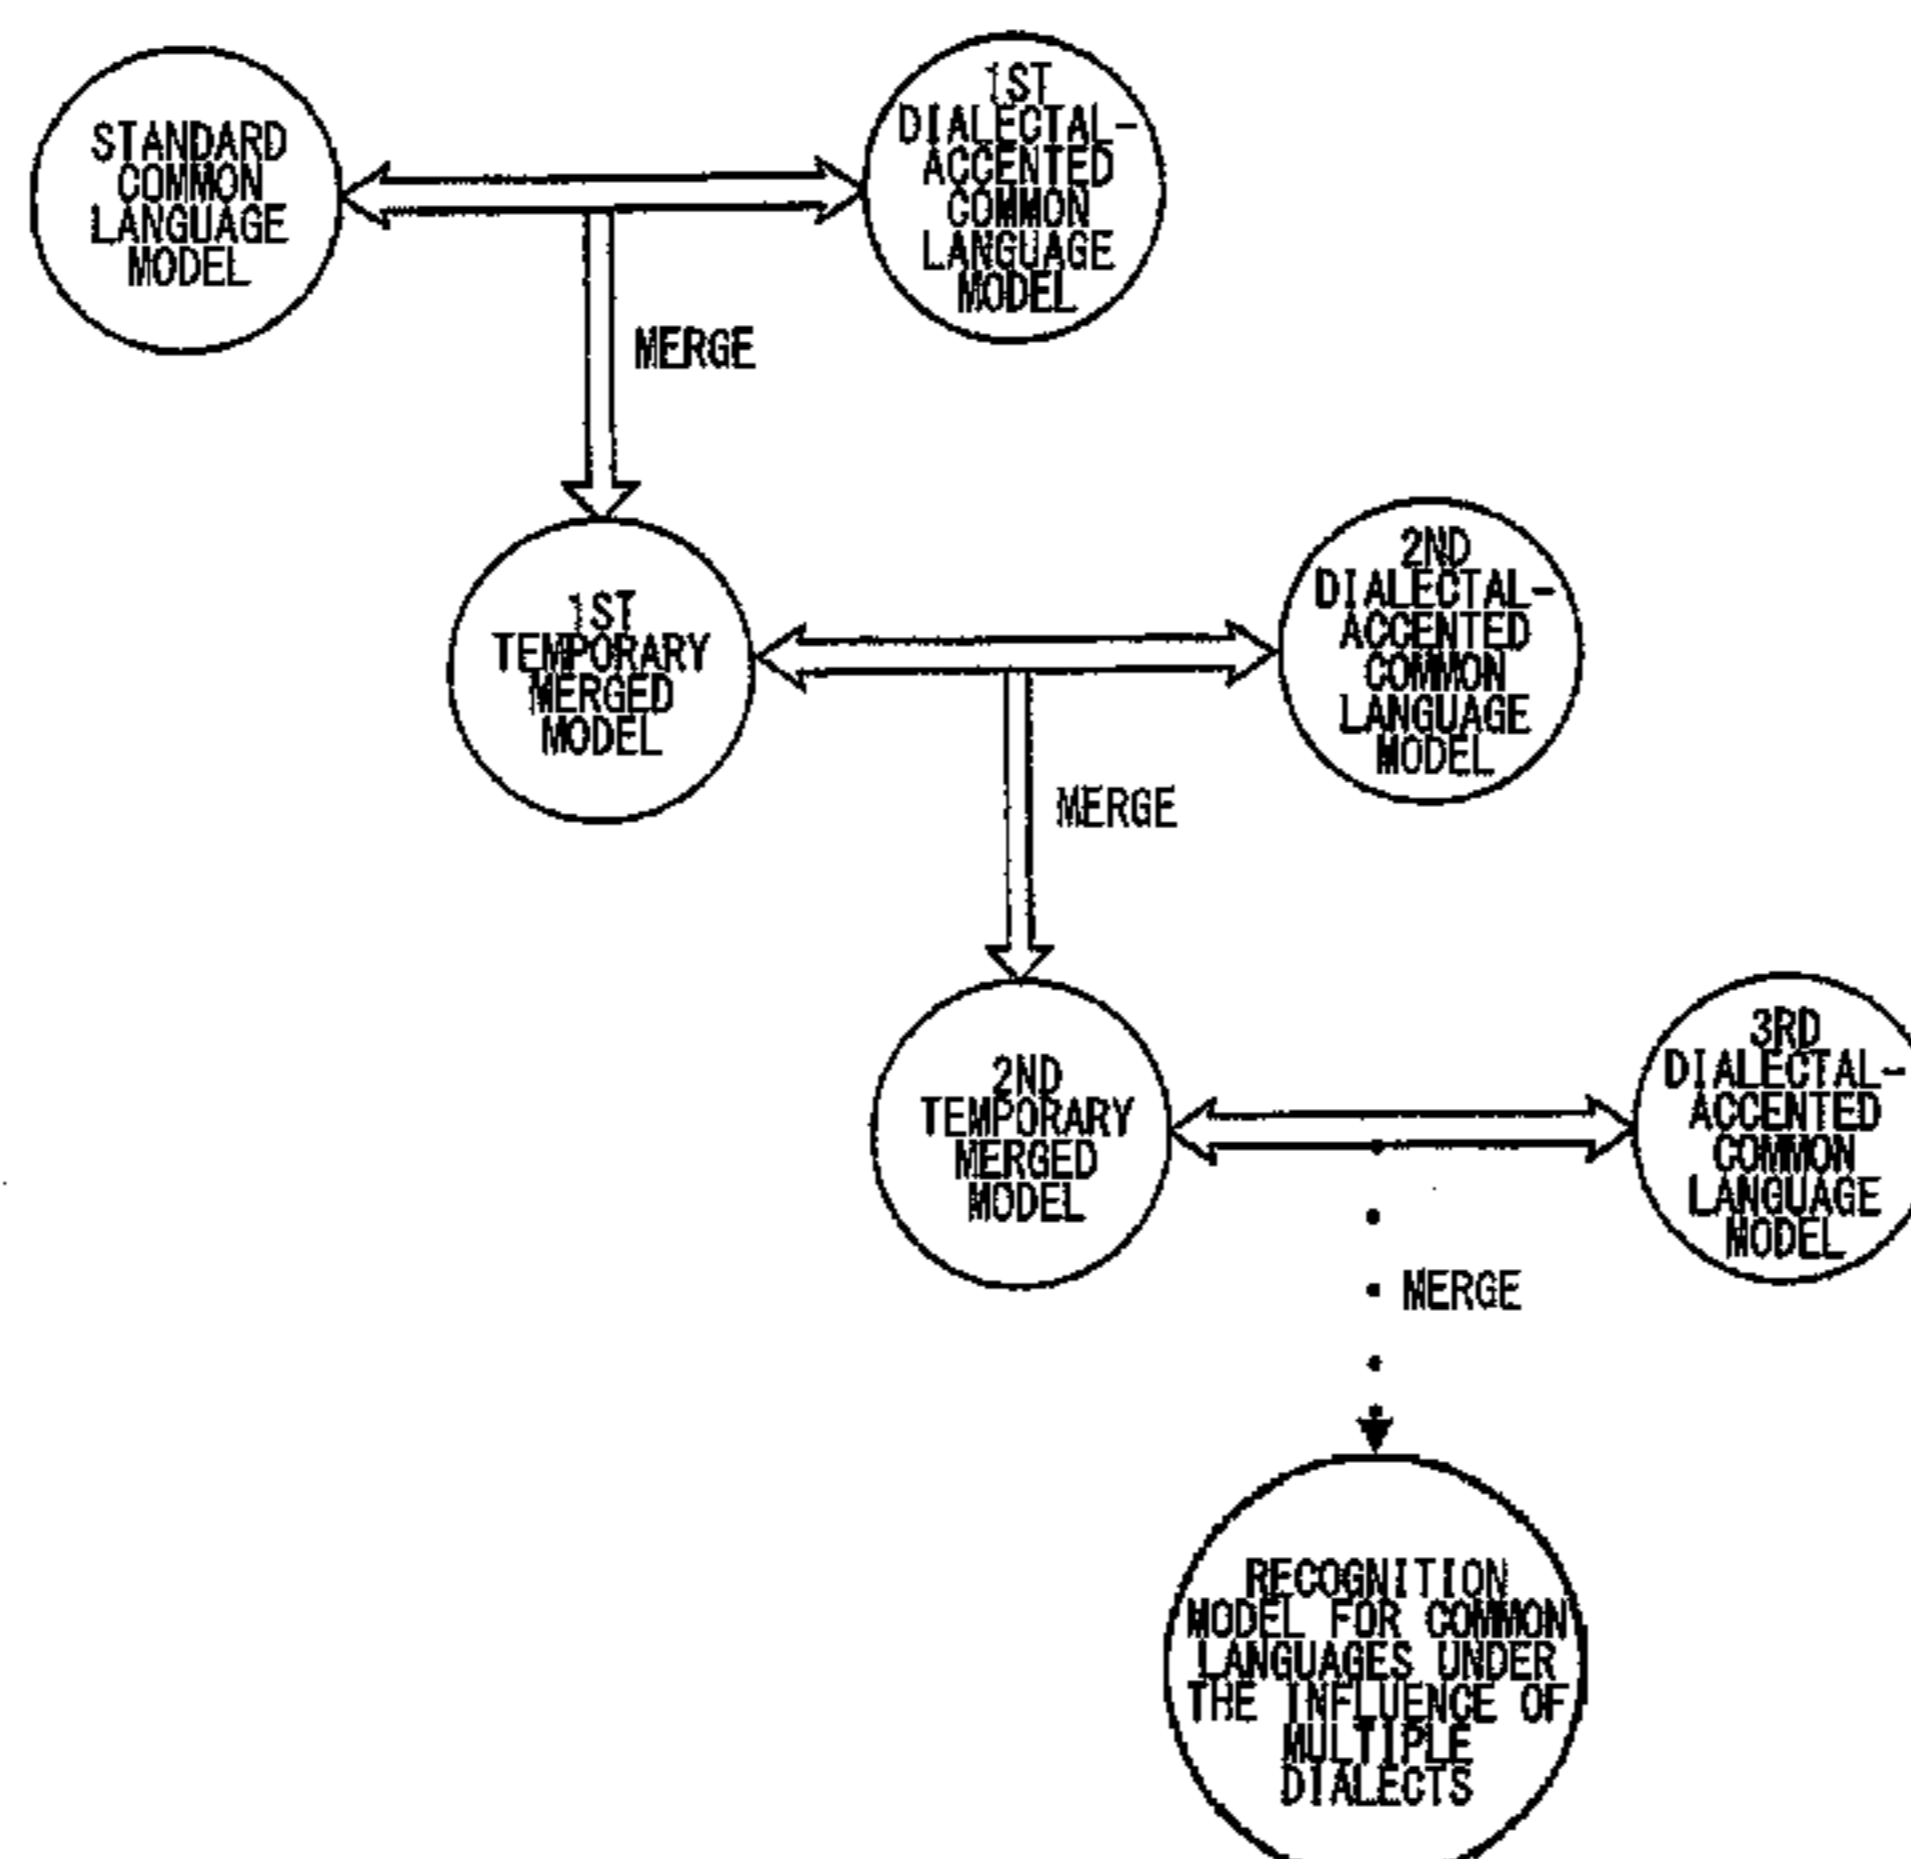 STANDARD
COMMON
LANGUAGE
MODEL
1ST
DIALECTAL-
ACCENTED
COMMON
LANGUAGE
MODEL
MERGE
1ST
TEMPORARY
MERGED
MODEL
2ND
DIALECTAL-
ACCENTED
COMMON
LANGUAGE
MODEL
MERGE
2ND
TEMPORARY
MERGED
MODEL
3RD
DIALECTAL-
ACCENTED
COMMON
LANGUAGE
MODEL
MERGE
RECOGNITION
MODEL FOR COMMON
LANGUAGES UNDER
THE INFLUENCE OF
MULTIPLE
DIALECTS